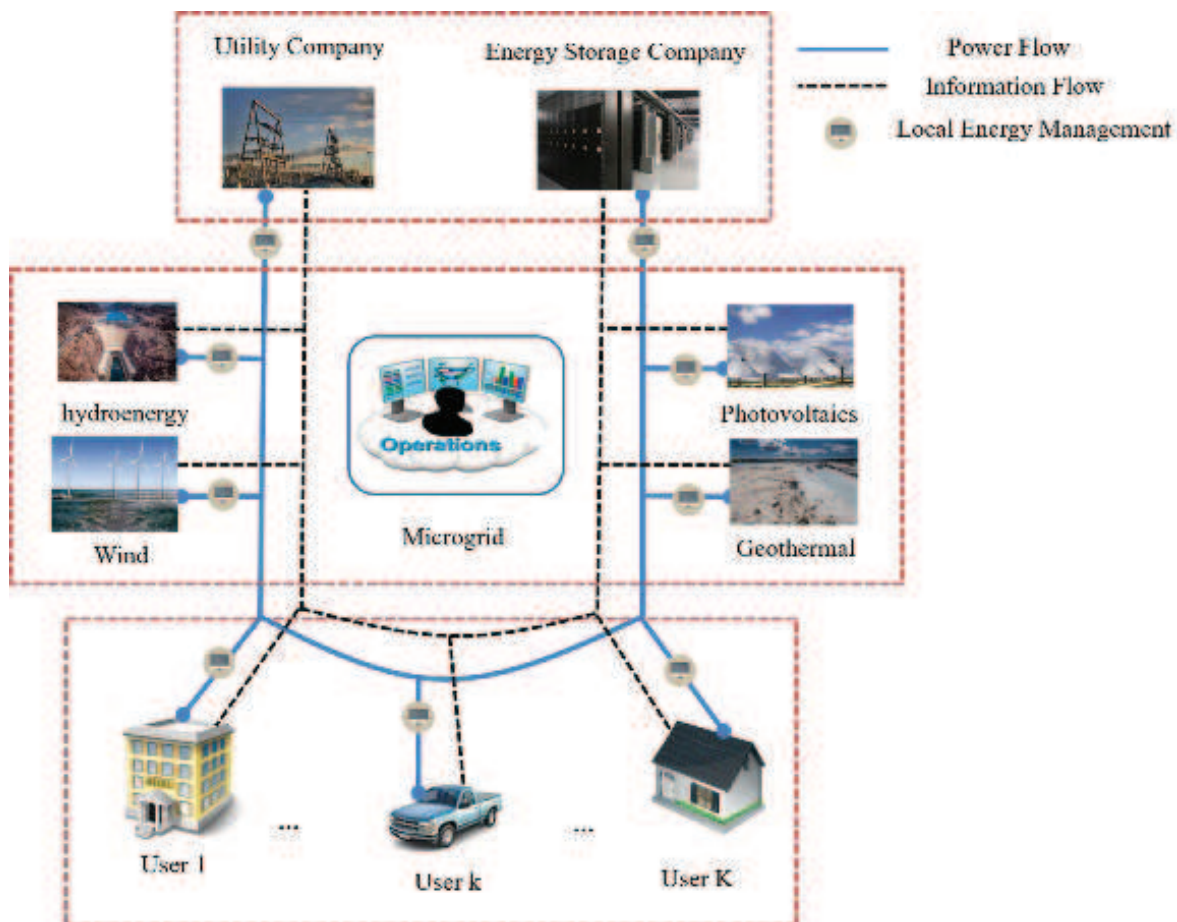 Utility Company
Energy Storage Company
Power Flow
Information Flow
Local Energy Management
hydroenergy
Photovoltaics
Operations
Wind
Microgrid
Geothermal
...
...
User 1
User k
User K